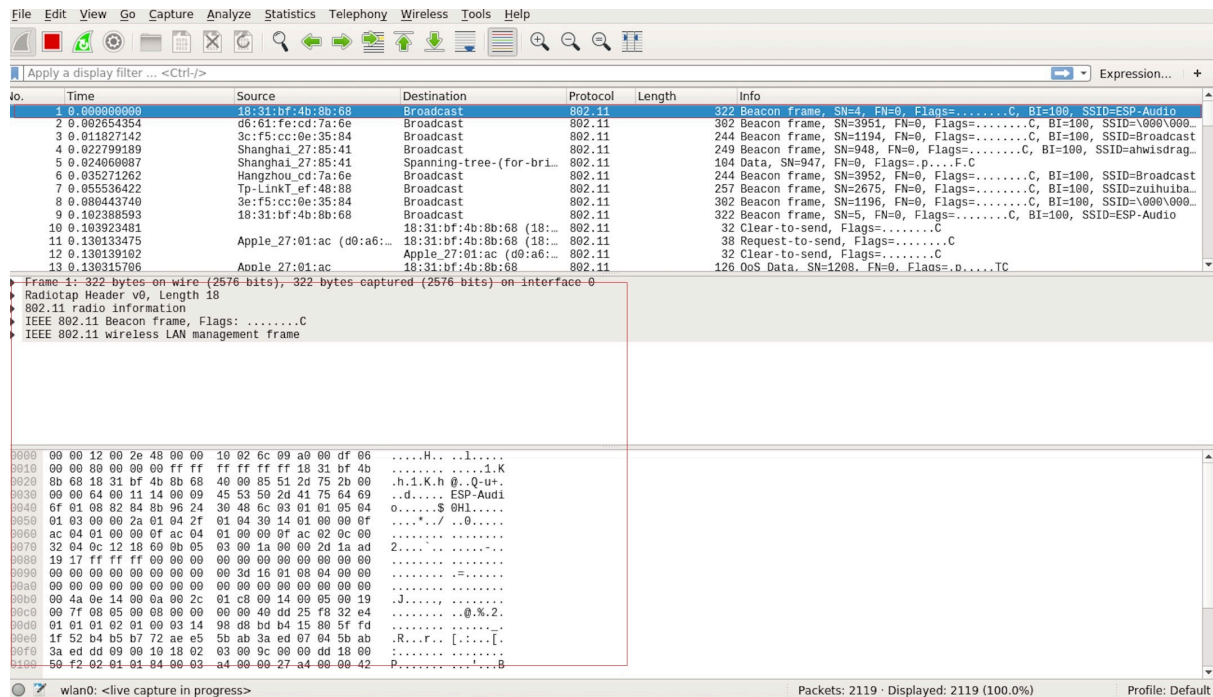 File Edit View Go Capture Analyze Statistics Telephony Wireless Tools Help
Apply a display filter ... <Ctrl-/> Expression... +
No. Time Source Destination Protocol Length Info
1 0.000000000 18:31:bf:4b:8b:68 Broadcast 802.11 322 Beacon frame, SN=4, FN=0, Flags=........C, BI=100, SSID=ESP-Audio
2 0.002654354 d6:61:fe:cd:7a:6e Broadcast 802.11 302 Beacon frame, SN=3951, FN=0, Flags=........C, BI=100, SSID=\000\000...
3 0.011827142 3c:f5:cc:0e:35:84 Broadcast 802.11 244 Beacon frame, SN=1194, FN=0, Flags=........C, BI=100, SSID=Broadcast
4 0.022799189 Shanghai_27:85:41 Broadcast 802.11 249 Beacon frame, SN=948, FN=0, Flags=........C, BI=100, SSID=ahwisdrag...
5 0.024060087 Shanghai_27:85:41 Spanning-tree-(for-bri... 802.11 104 Data, SN=947, FN=0, Flags=.p....F.C
6 0.035271262 Hangzhou_cd:7a:6e Broadcast 802.11 244 Beacon frame, SN=3952, FN=0, Flags=........C, BI=100, SSID=Broadcast
7 0.055536422 Tp-LinkT_ef:48:88 Broadcast 802.11 257 Beacon frame, SN=2675, FN=0, Flags=........C, BI=100, SSID=zuihuiba...
8 0.080443740 3e:f5:cc:0e:35:84 Broadcast 802.11 302 Beacon frame, SN=1196, FN=0, Flags=........C, BI=100, SSID=\000\000...
9 0.102388593 18:31:bf:4b:8b:68 Broadcast 802.11 322 Beacon frame, SN=5, FN=0, Flags=........C, BI=100, SSID=ESP-Audio
10 0.103923481 18:31:bf:4b:8b:68 (18:... 802.11 32 Clear-to-send, Flags=........C
11 0.130133475 Apple_27:01:ac (d0:a6:... 18:31:bf:4b:8b:68 (18:... 802.11 38 Request-to-send, Flags=........C
12 0.130139102 Apple_27:01:ac (d0:a6:... 802.11 32 Clear-to-send, Flags=........C
13 0.130315706 Apple_27:01:ac 18:31:bf:4b:8b:68 802.11 126 QoS Data, SN=1208, FN=0, Flags=.p.....TC
Frame 1: 322 bytes on wire (2576 bits), 322 bytes captured (2576 bits) on interface 0
Radiotap Header v0, Length 18
802.11 radio information
IEEE 802.11 Beacon frame, Flags: ........C
IEEE 802.11 wireless LAN management frame
0000 00 00 12 00 2e 48 00 00 10 02 6c 09 a0 00 df 06 .....H.. ..l.....
0010 00 00 80 00 00 00 ff ff ff ff ff ff 18 31 bf 4b ........ .....1.K
0020 8b 68 18 31 bf 4b 8b 68 40 00 85 51 2d 75 2b 00 .h.1.K.h @..Q-u+.
0030 00 00 64 00 11 14 00 09 45 53 50 2d 41 75 64 69 ..d..... ESP-Audi
0040 6f 01 08 82 84 8b 96 24 30 48 6c 03 01 01 05 04 o......$ 0Hl.....
0050 01 03 00 00 2a 01 04 2f 01 04 30 14 01 00 00 0f ....*../ ..0.....
0060 ac 04 01 00 00 0f ac 04 01 00 00 0f ac 02 0c 00 ........ ........
0070 32 04 0c 12 18 60 0b 05 03 00 1a 00 00 2d 1a ad 2....`.. .....-..
0080 19 17 ff ff ff 00 00 00 00 00 00 00 00 00 00 00 ........ ........
0090 00 00 00 00 00 00 00 00 00 3d 16 01 08 04 00 00 ........ .=......
00a0 00 00 00 00 00 00 00 00 00 00 00 00 00 00 00 00 ........ ........
00b0 00 4a 0e 14 00 0a 00 2c 01 c8 00 14 00 05 00 19 .J....., ........
00c0 00 7f 08 05 00 08 00 00 00 00 40 dd 25 f8 32 e4 ........ ..@.%.2.
00d0 01 01 01 02 01 00 03 14 98 d8 bd b4 15 80 5f fd ........ ......_.
00e0 1f 52 b4 b5 b7 72 ae e5 5b ab 3a ed 07 04 5b ab .R...r.. [.:...[.
00f0 3a ed dd 09 00 10 18 02 03 00 9c 00 00 dd 18 00 :....... ........
0100 50 f2 02 01 01 84 00 03 a4 00 00 27 a4 00 00 42 P....... ...'...B
wlan0: <live capture in progress> Packets: 2119 · Displayed: 2119 (100.0%) Profile: Default